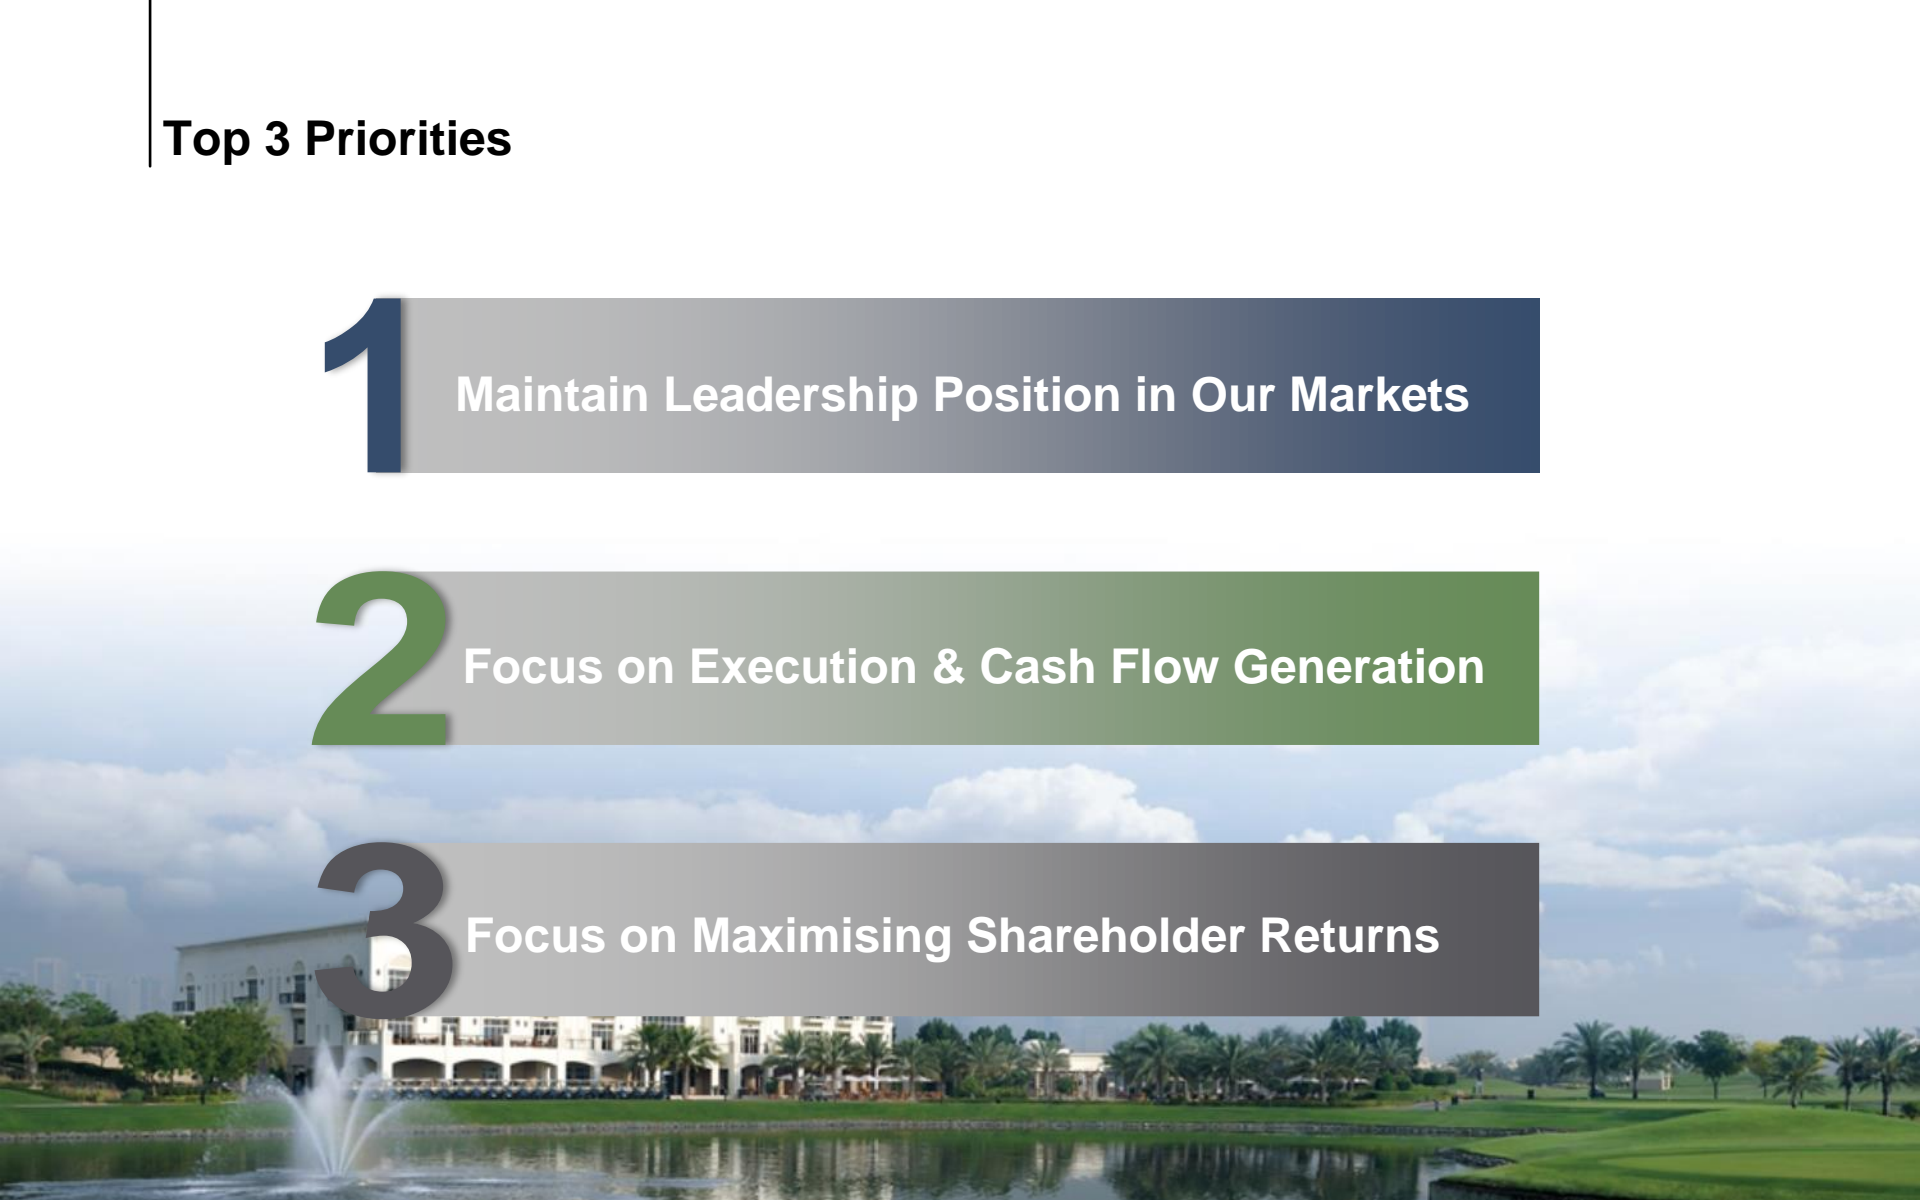 Top 3 Priorities
1
Maintain Leadership Position in Our Markets
2
Focus on Execution & Cash Flow Generation
3
Focus on Maximising Shareholder Returns